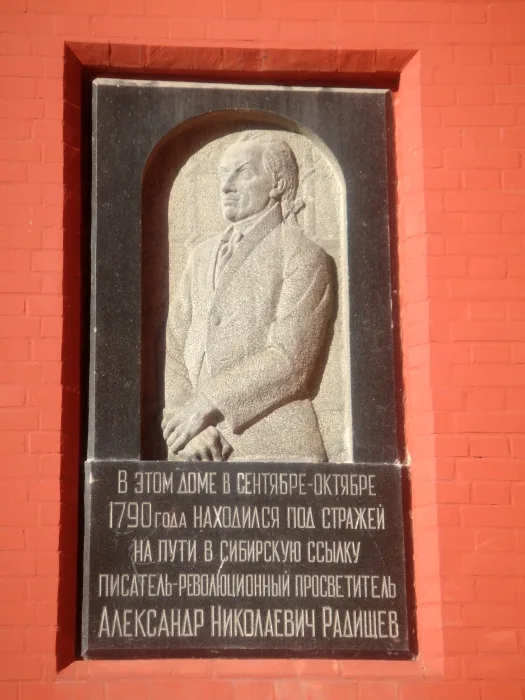 В ЭТОМ ДОМЕ В СЕНТЯБРЕ-ОКТЯБРЕ
1790 ГОДА НАХОДИЛСЯ ПОД СТРАЖЕЙ
НА ПУТИ В СИБИРСКУЮ ССЫЛКУ
ПИСАТЕЛЬ-РЕВОЛЮЦИОННЫЙ ПРОСВЕТИТЕЛЬ
АЛЕКСАНДР НИКОЛАЕВИЧ РАДИЩЕВ